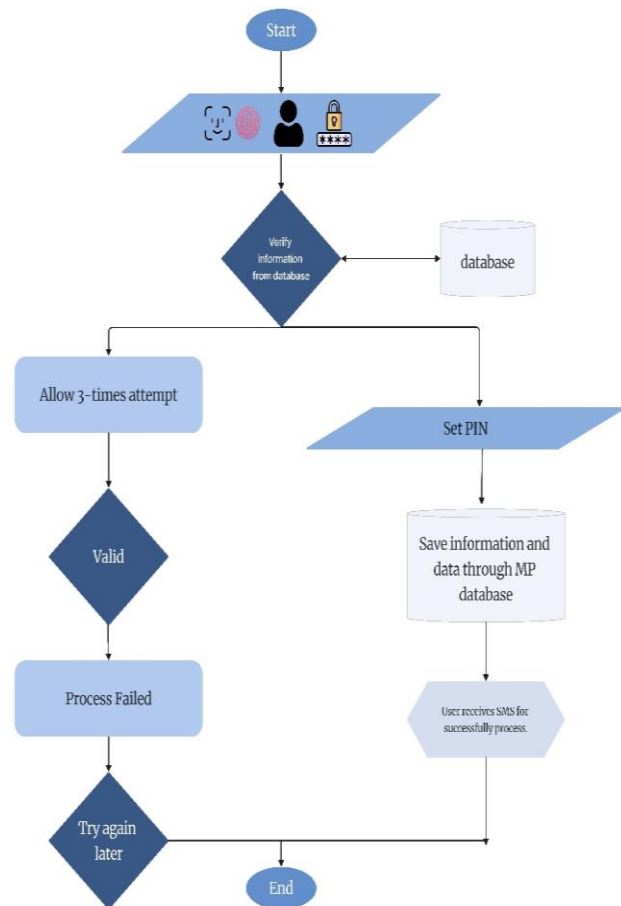 Start
****
Verify
information
from database
database
Allow 3-times attempt
Set PIN
Valid
Save information and
data through MP
database
Process Failed
User receives SMS for
successfully process.
Try again
later
End